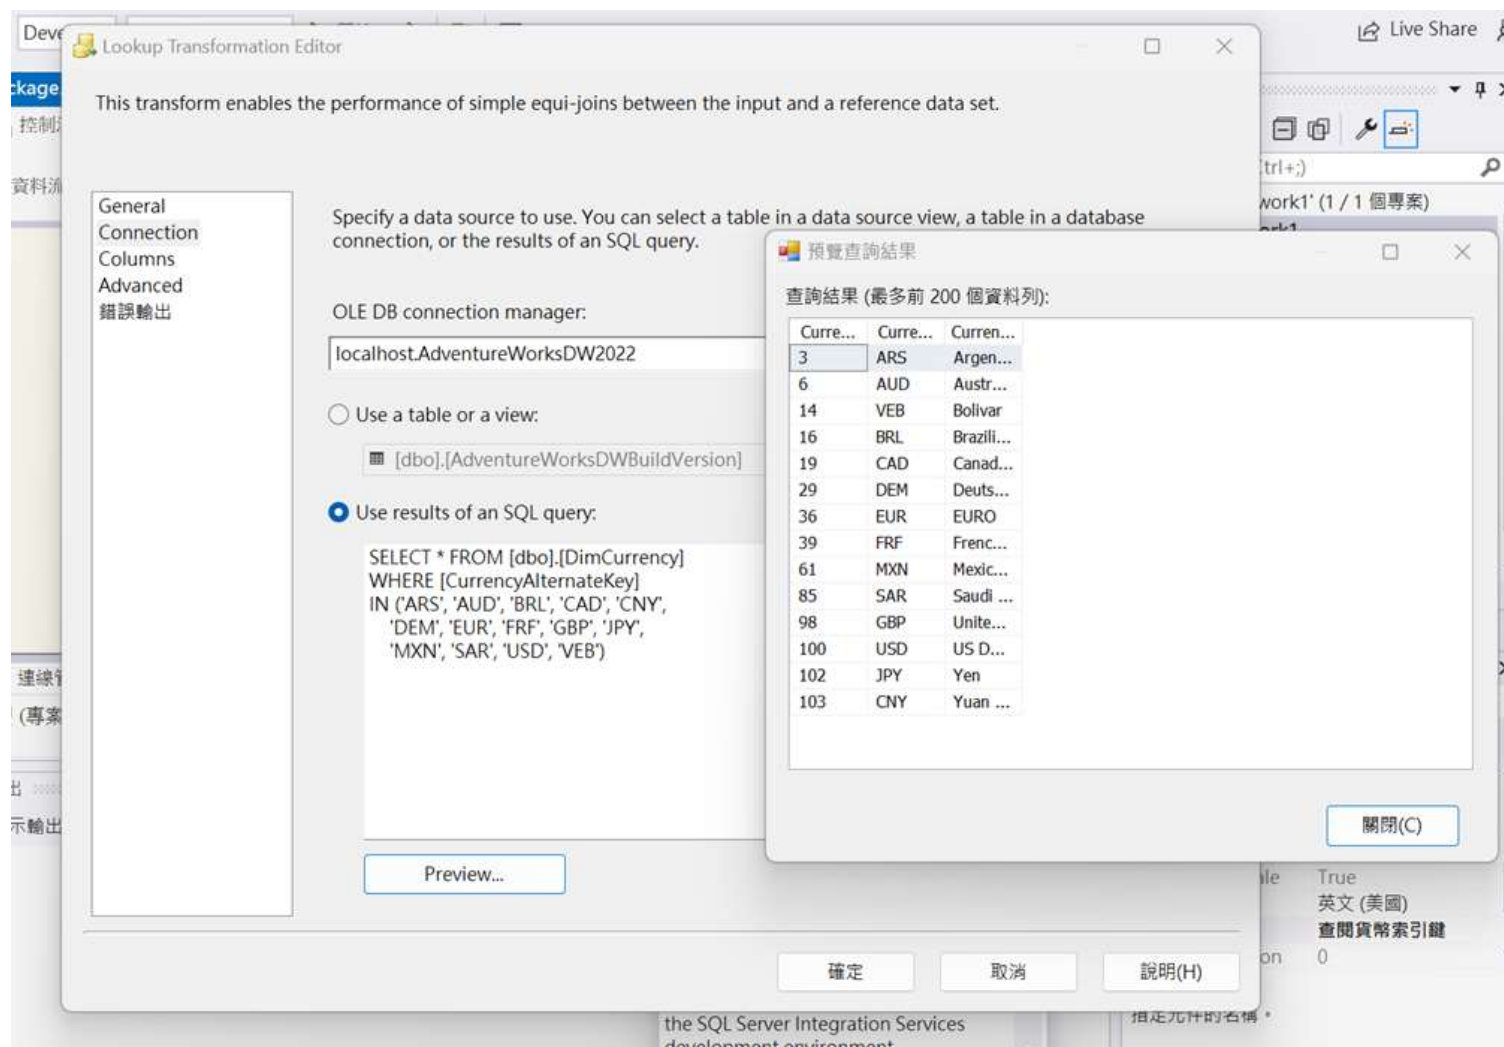 Live Share
Lookup Transformation Editor
This transform enables the performance of simple equi-joins between the input and a reference data set.
General
Connection
Columns
Advanced
錯誤輸出
Specify a data source to use. You can select a table in a data source view, a table in a database
connection, or the results of an SQL query.
OLE DB connection manager:
localhost.AdventureWorksDW2022
Use a table or a view:
[dbo].[AdventureWorksDWBuildVersion]
Use results of an SQL query:
SELECT * FROM [dbo].[DimCurrency]
WHERE [CurrencyAlternateKey]
IN ('ARS', 'AUD', 'BRL', 'CAD', 'CNY',
'DEM', 'EUR', 'FRF', 'GBP', 'JPY',
'MXN', 'SAR', 'USD', 'VEB')
Preview...
確定 取消 說明(H)
預覽查詢結果
查詢結果 (最多前 200 個資料列):
Curre... Curre... Curren...
3 ARS Argen...
6 AUD Austr...
14 VEB Bolivar
16 BRL Brazili...
19 CAD Canad...
29 DEM Deuts...
36 EUR EURO
39 FRF Frenc...
61 MXN Mexic...
85 SAR Saudi ...
98 GBP Unite...
100 USD US D...
102 JPY Yen
103 CNY Yuan ...
關閉(C)
(1 / 1 個專案)
True
英文 (美國)
查閱貨幣索引鍵
0
指定元件的名稱。
the SQL Server Integration Services
development environment